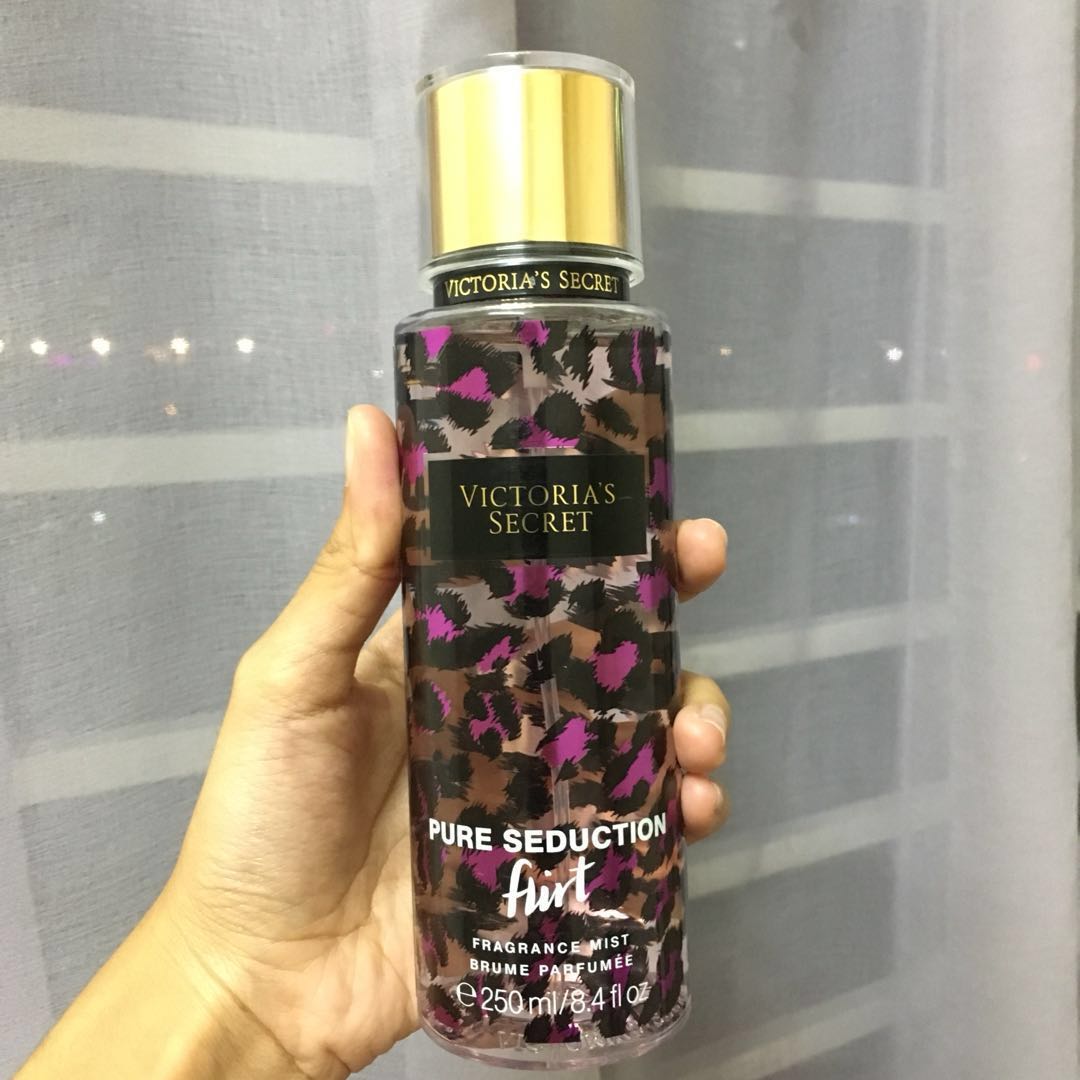 VICTORIA'S SECRET
VICTORIA'S
SECRET
PURE SEDUCTION
flirt
FRAGRANCE MIST
BRUME PARFUMÉE
℮ 250 ml/8.4 fl oz